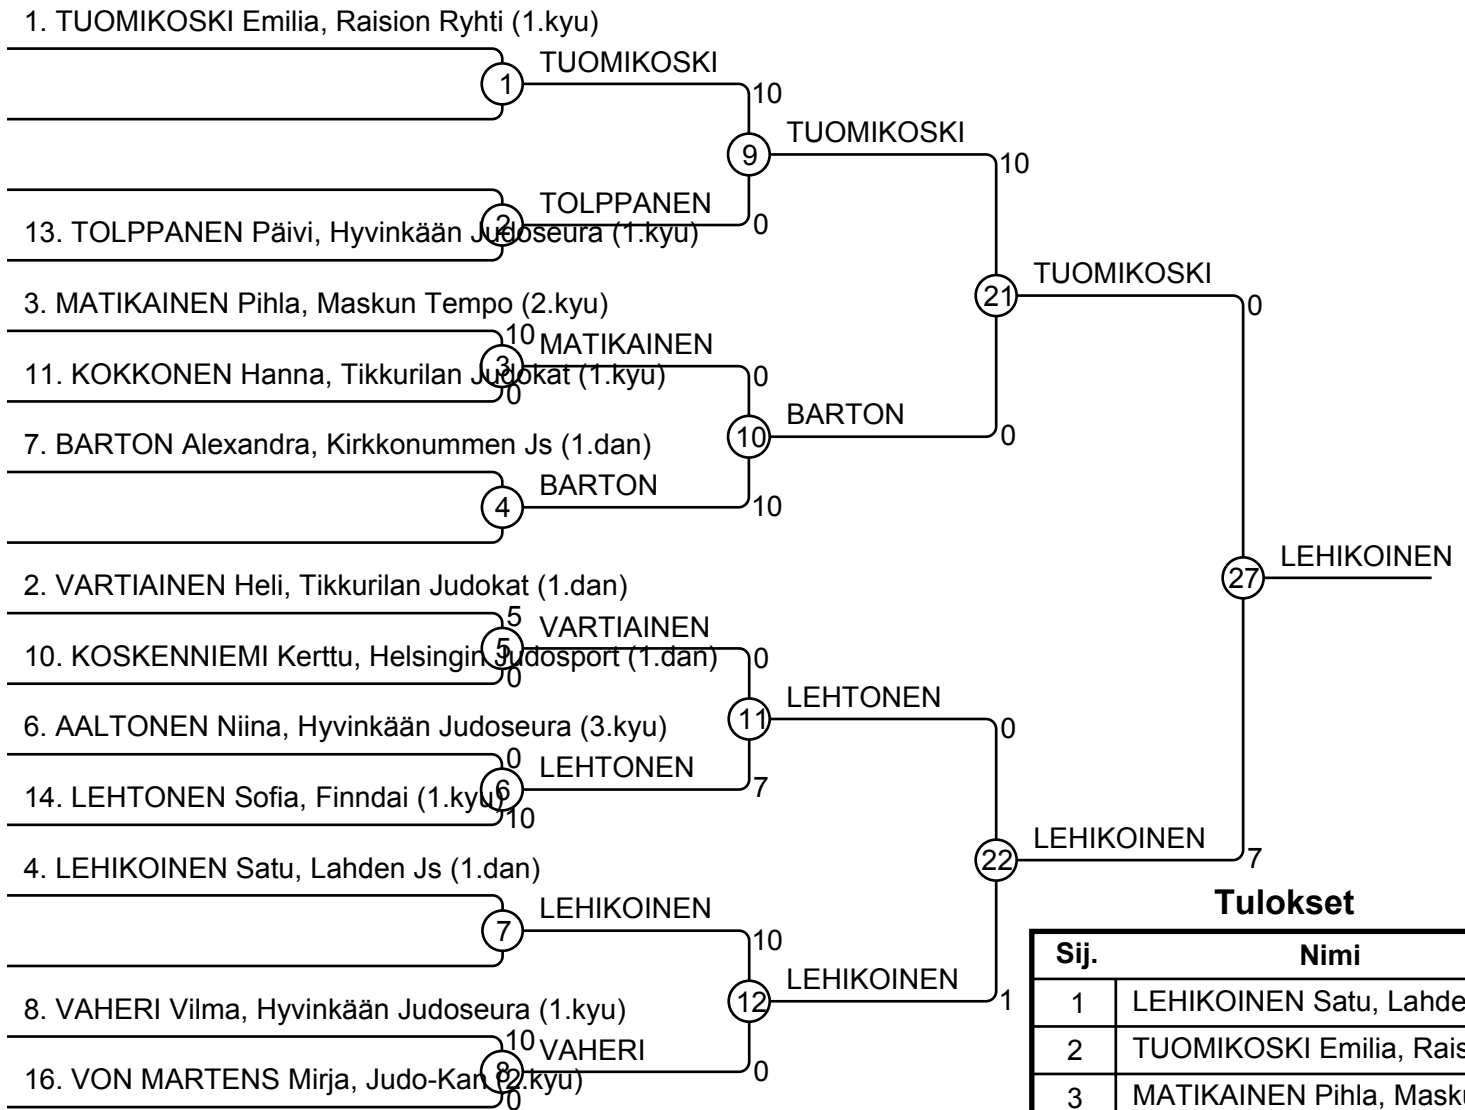 1. TUOMIKOSKI Emilia, Raision Ryhti (1.kyu)
1
TUOMIKOSKI
10
9
TUOMIKOSKI
10
2
TOLPPANEN
0
13. TOLPPANEN Päivi, Hyvinkään Judoseura (1.kyu)
21
TUOMIKOSKI
0
3. MATIKAINEN Pihla, Maskun Tempo (2.kyu)
10
3
MATIKAINEN
0
11. KOKKONEN Hanna, Tikkurilan Judokat (1.kyu)
0
10
BARTON
0
7. BARTON Alexandra, Kirkkonummen Js (1.dan)
4
BARTON
10
27
LEHIKOINEN
2. VARTIAINEN Heli, Tikkurilan Judokat (1.dan)
5
5
VARTIAINEN
0
10. KOSKENNIEMI Kerttu, Helsingin Judosport (1.dan)
0
11
LEHTONEN
0
6. AALTONEN Niina, Hyvinkään Judoseura (3.kyu)
0
6
LEHTONEN
7
14. LEHTONEN Sofia, Finndai (1.kyu)
10
22
LEHIKOINEN
7
4. LEHIKOINEN Satu, Lahden Js (1.dan)
7
LEHIKOINEN
10
12
LEHIKOINEN
1
8. VAHERI Vilma, Hyvinkään Judoseura (1.kyu)
10
8
VAHERI
0
16. VON MARTENS Mirja, Judo-Kan (2.kyu)
0
Tulokset
Sij. Nimi
1 LEHIKOINEN Satu, Lahde
2 TUOMIKOSKI Emilia, Rais
3 MATIKAINEN Pihla, Masku